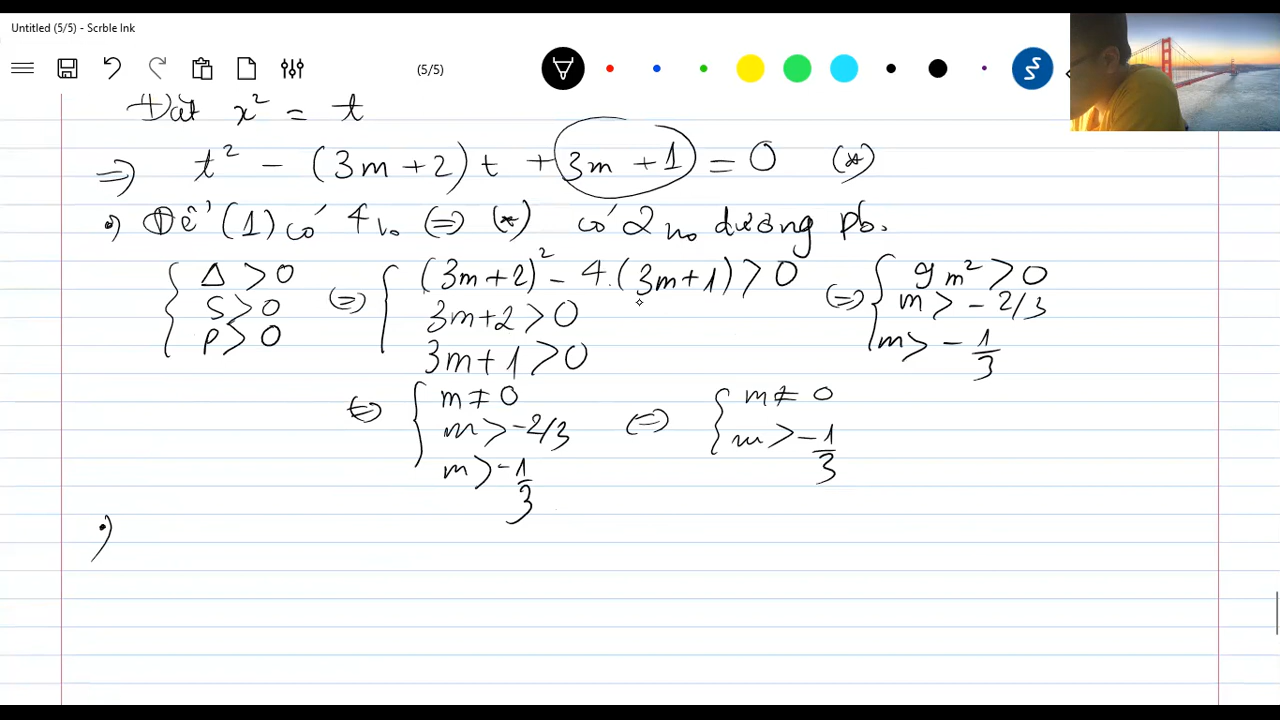 Untitled (5/5) - Scrble Ink
(5/5)
Đặt x² = t
⇒ t² - (3m+2)t + 3m+1 = 0 (*)
•) Để (1) có 4 no ⇔ (*) có 2 no dương pb.
{ Δ > 0 ⇔ { (3m+2)² - 4.(3m+1) > 0 ⇔ { 9m² > 0
S > 0 3m+2 > 0 m > -2/3
P > 0 3m+1 > 0 m > -1/3
⇔ { m ≠ 0 ⇔ { m ≠ 0
m > -2/3 m > -1/3
m > -1/3
•)